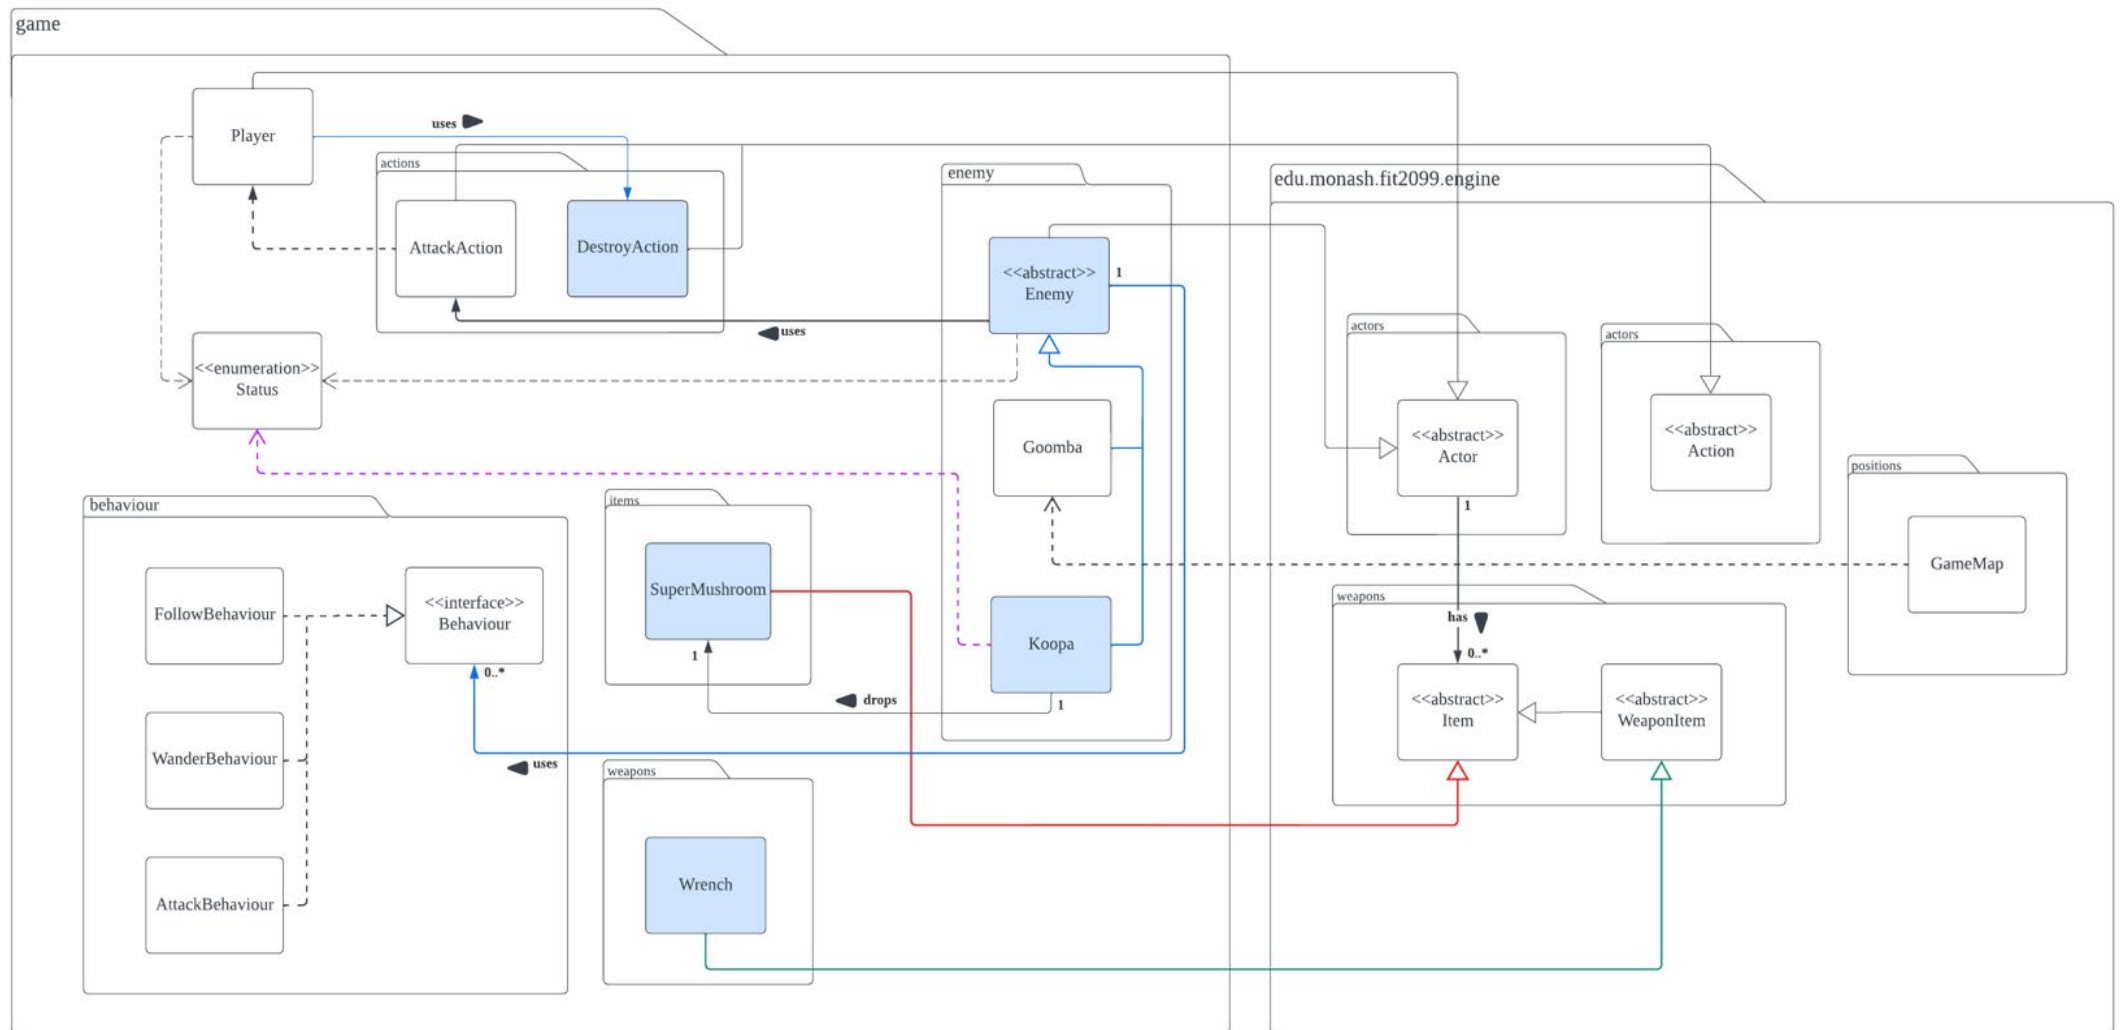 game
Player
uses
actions
AttackAction
DestroyAction
uses
enemy
<<abstract>>
Enemy
1
edu.monash.fit2099.engine
<<enumeration>>
Status
Goomba
actors
<<abstract>>
Actor
1
actors
<<abstract>>
Action
positions
GameMap
behaviour
FollowBehaviour
<<interface>>
Behaviour
0..*
WanderBehaviour
AttackBehaviour
uses
items
SuperMushroom
1
drops
Koopa
1
weapons
Wrench
weapons
has
0..*
<<abstract>>
Item
<<abstract>>
WeaponItem